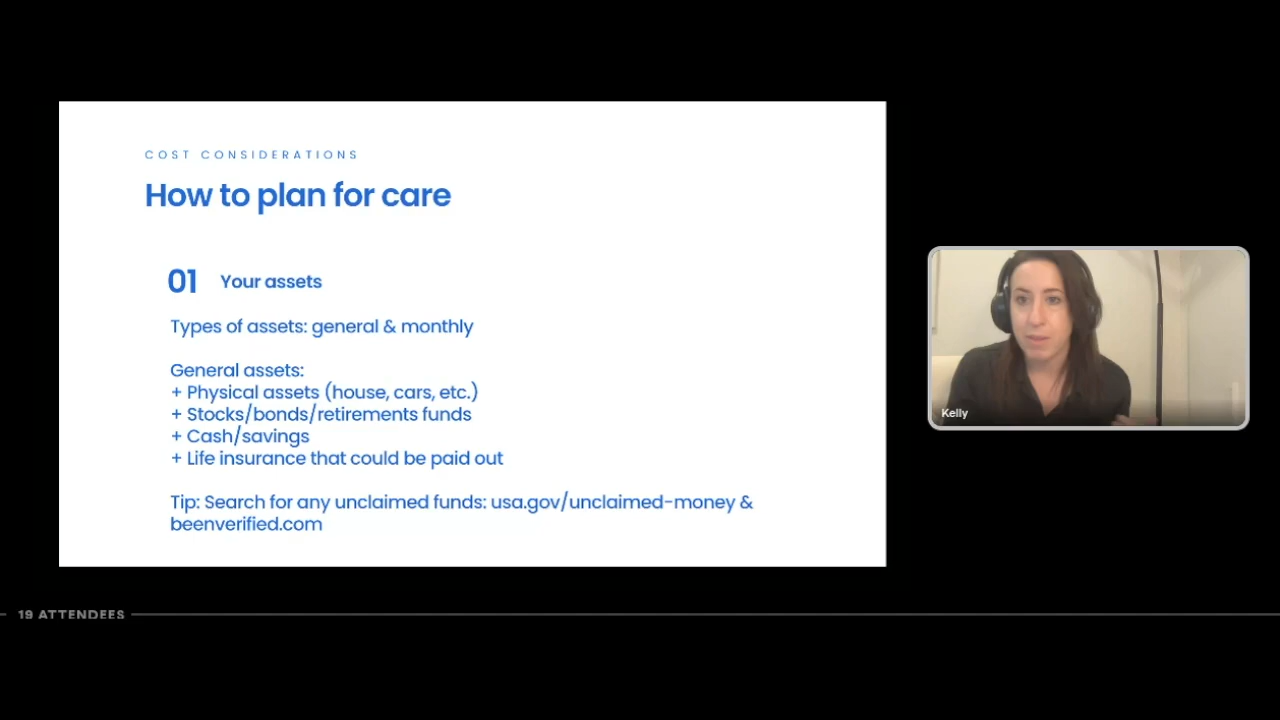 COST CONSIDERATIONS
How to plan for care
01 Your assets
Types of assets: general & monthly
General assets:
+ Physical assets (house, cars, etc.)
+ Stocks/bonds/retirements funds
+ Cash/savings
+ Life insurance that could be paid out
Tip: Search for any unclaimed funds: usa.gov/unclaimed-money &
beenverified.com
Kelly
19 ATTENDEES